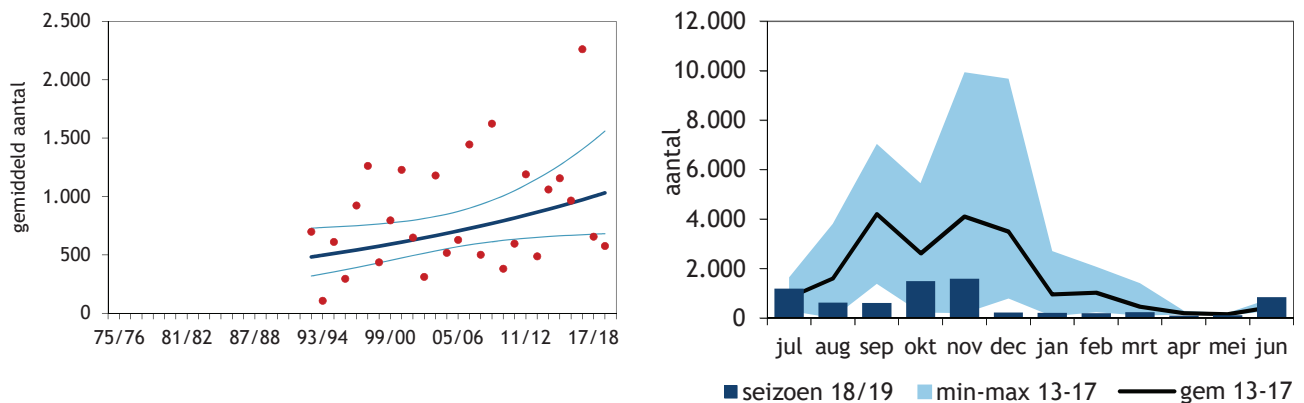 gemiddeld aantal
2.500
2.000
1.500
1.000
500
0
75/76 81/82 87/88 93/94 99/00 05/06 11/12 17/18
aantal
12.000
10.000
8.000
6.000
4.000
2.000
0
jul aug sep okt nov dec jan feb mrt apr mei jun
seizoen 18/19 min-max 13-17 gem 13-17